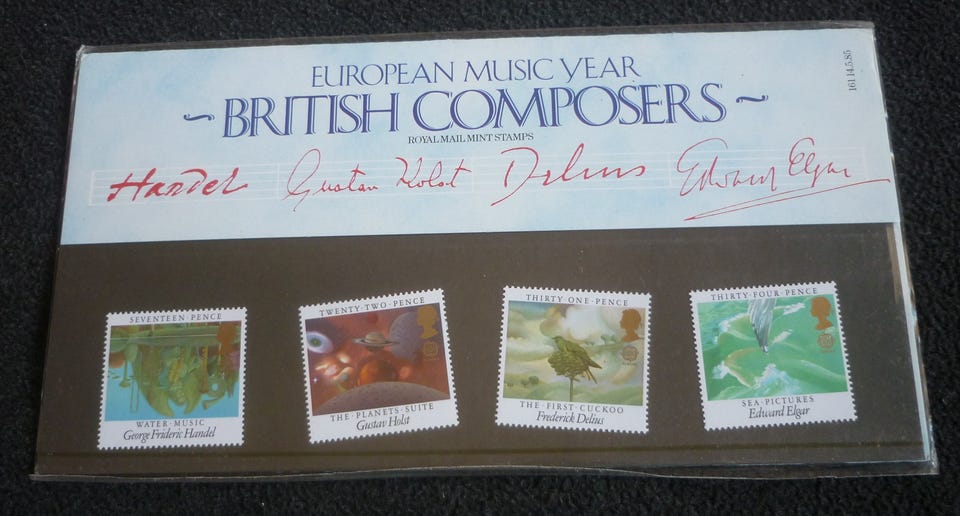 EUROPEAN MUSIC YEAR
~ BRITISH COMPOSERS ~
ROYAL MAIL MINT STAMPS
161 14.5.85
Handel Gustav Holst Delius Edward Elgar
SEVENTEEN·PENCE
WATER·MUSIC
George Frideric Handel
TWENTY·TWO·PENCE
THE·PLANETS·SUITE
Gustav Holst
THIRTY·ONE·PENCE
THE·FIRST·CUCKOO
Frederick Delius
THIRTY·FOUR·PENCE
SEA·PICTURES
Edward Elgar